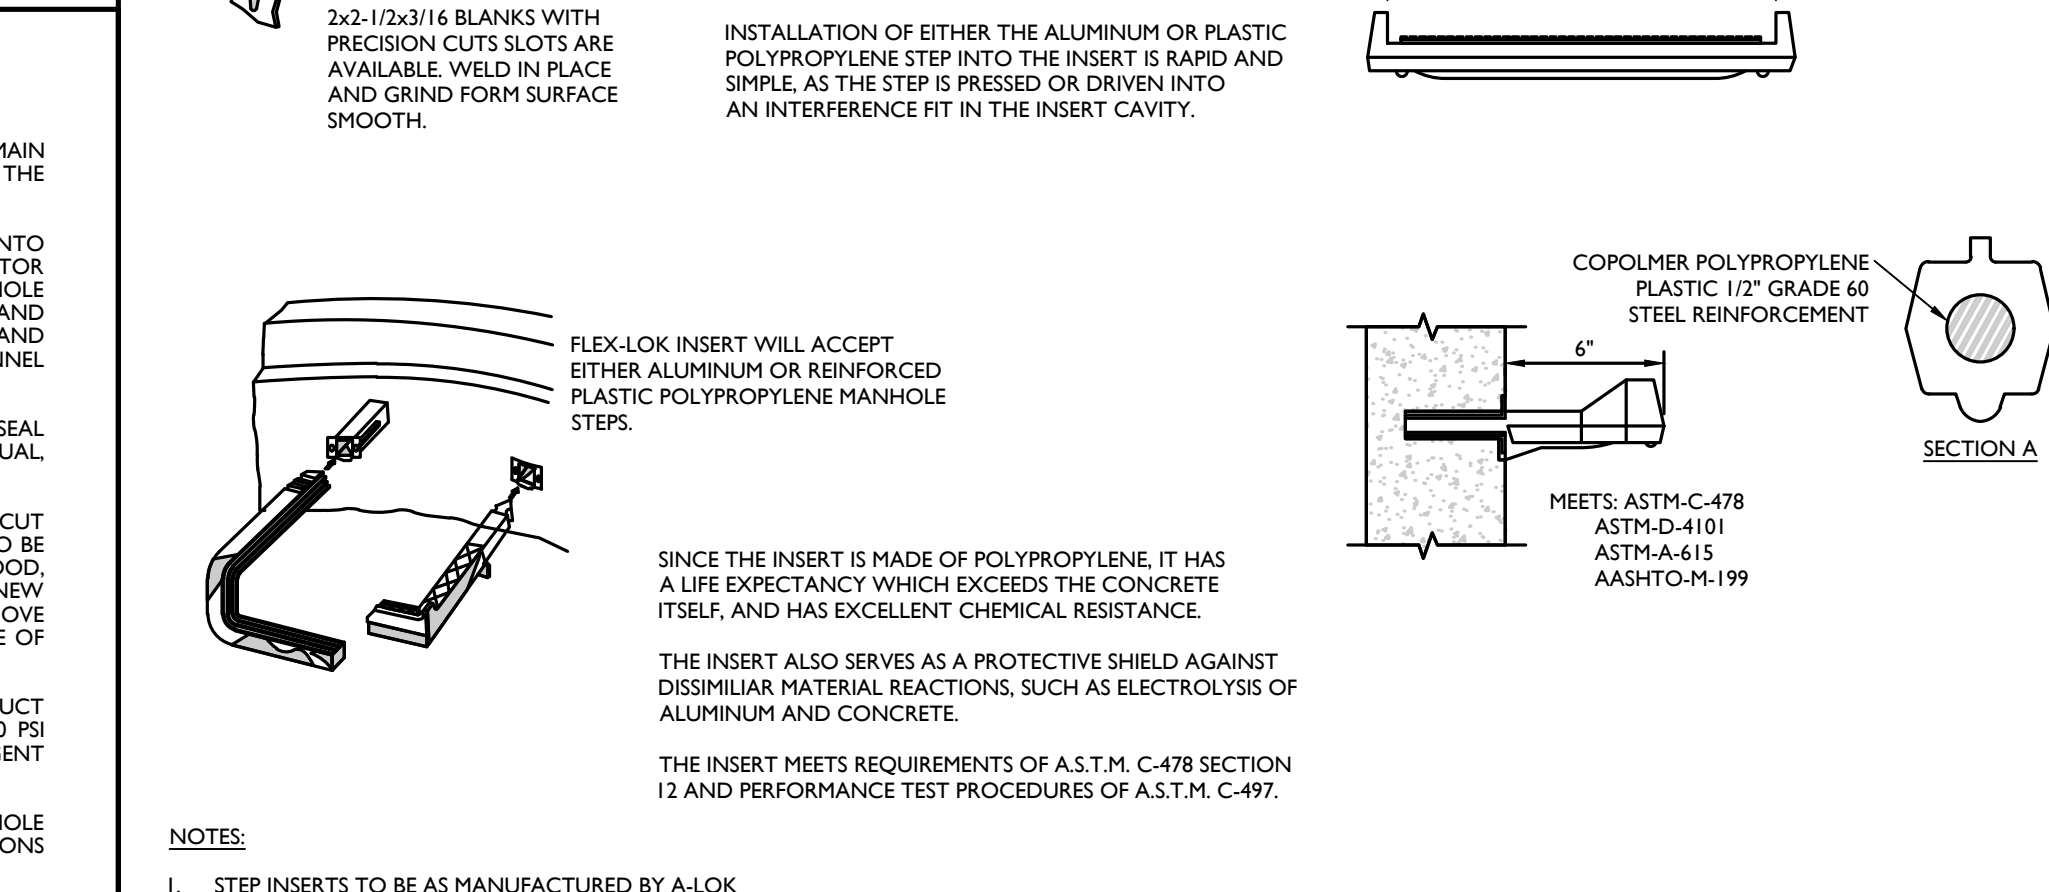 MAIN
THE
NTO
TOR
HOLE
AND
AND
NNEL
SEAL
UAL,
CUT
O BE
OOD,
NEW
OVE
E OF
UCT
0 PSI
GENT
HOLE
ONS
2x2-1/2x3/16 BLANKS WITH
PRECISION CUTS SLOTS ARE
AVAILABLE. WELD IN PLACE
AND GRIND FORM SURFACE
SMOOTH.
INSTALLATION OF EITHER THE ALUMINUM OR PLASTIC
POLYPROPYLENE STEP INTO THE INSERT IS RAPID AND
SIMPLE, AS THE STEP IS PRESSED OR DRIVEN INTO
AN INTERFERENCE FIT IN THE INSERT CAVITY.
FLEX-LOK INSERT WILL ACCEPT
EITHER ALUMINUM OR REINFORCED
PLASTIC POLYPROPYLENE MANHOLE
STEPS.
COPOLMER POLYPROPYLENE
PLASTIC 1/2" GRADE 60
STEEL REINFORCEMENT
6"
SECTION A
MEETS: ASTM-C-478
ASTM-D-4101
ASTM-A-615
AASHTO-M-199
SINCE THE INSERT IS MADE OF POLYPROPYLENE, IT HAS
A LIFE EXPECTANCY WHICH EXCEEDS THE CONCRETE
ITSELF, AND HAS EXCELLENT CHEMICAL RESISTANCE.
THE INSERT ALSO SERVES AS A PROTECTIVE SHIELD AGAINST
DISSIMILIAR MATERIAL REACTIONS, SUCH AS ELECTROLYSIS OF
ALUMINUM AND CONCRETE.
THE INSERT MEETS REQUIREMENTS OF A.S.T.M. C-478 SECTION
12 AND PERFORMANCE TEST PROCEDURES OF A.S.T.M. C-497.
NOTES:
1. STEP INSERTS TO BE AS MANUFACTURED BY A-LOK